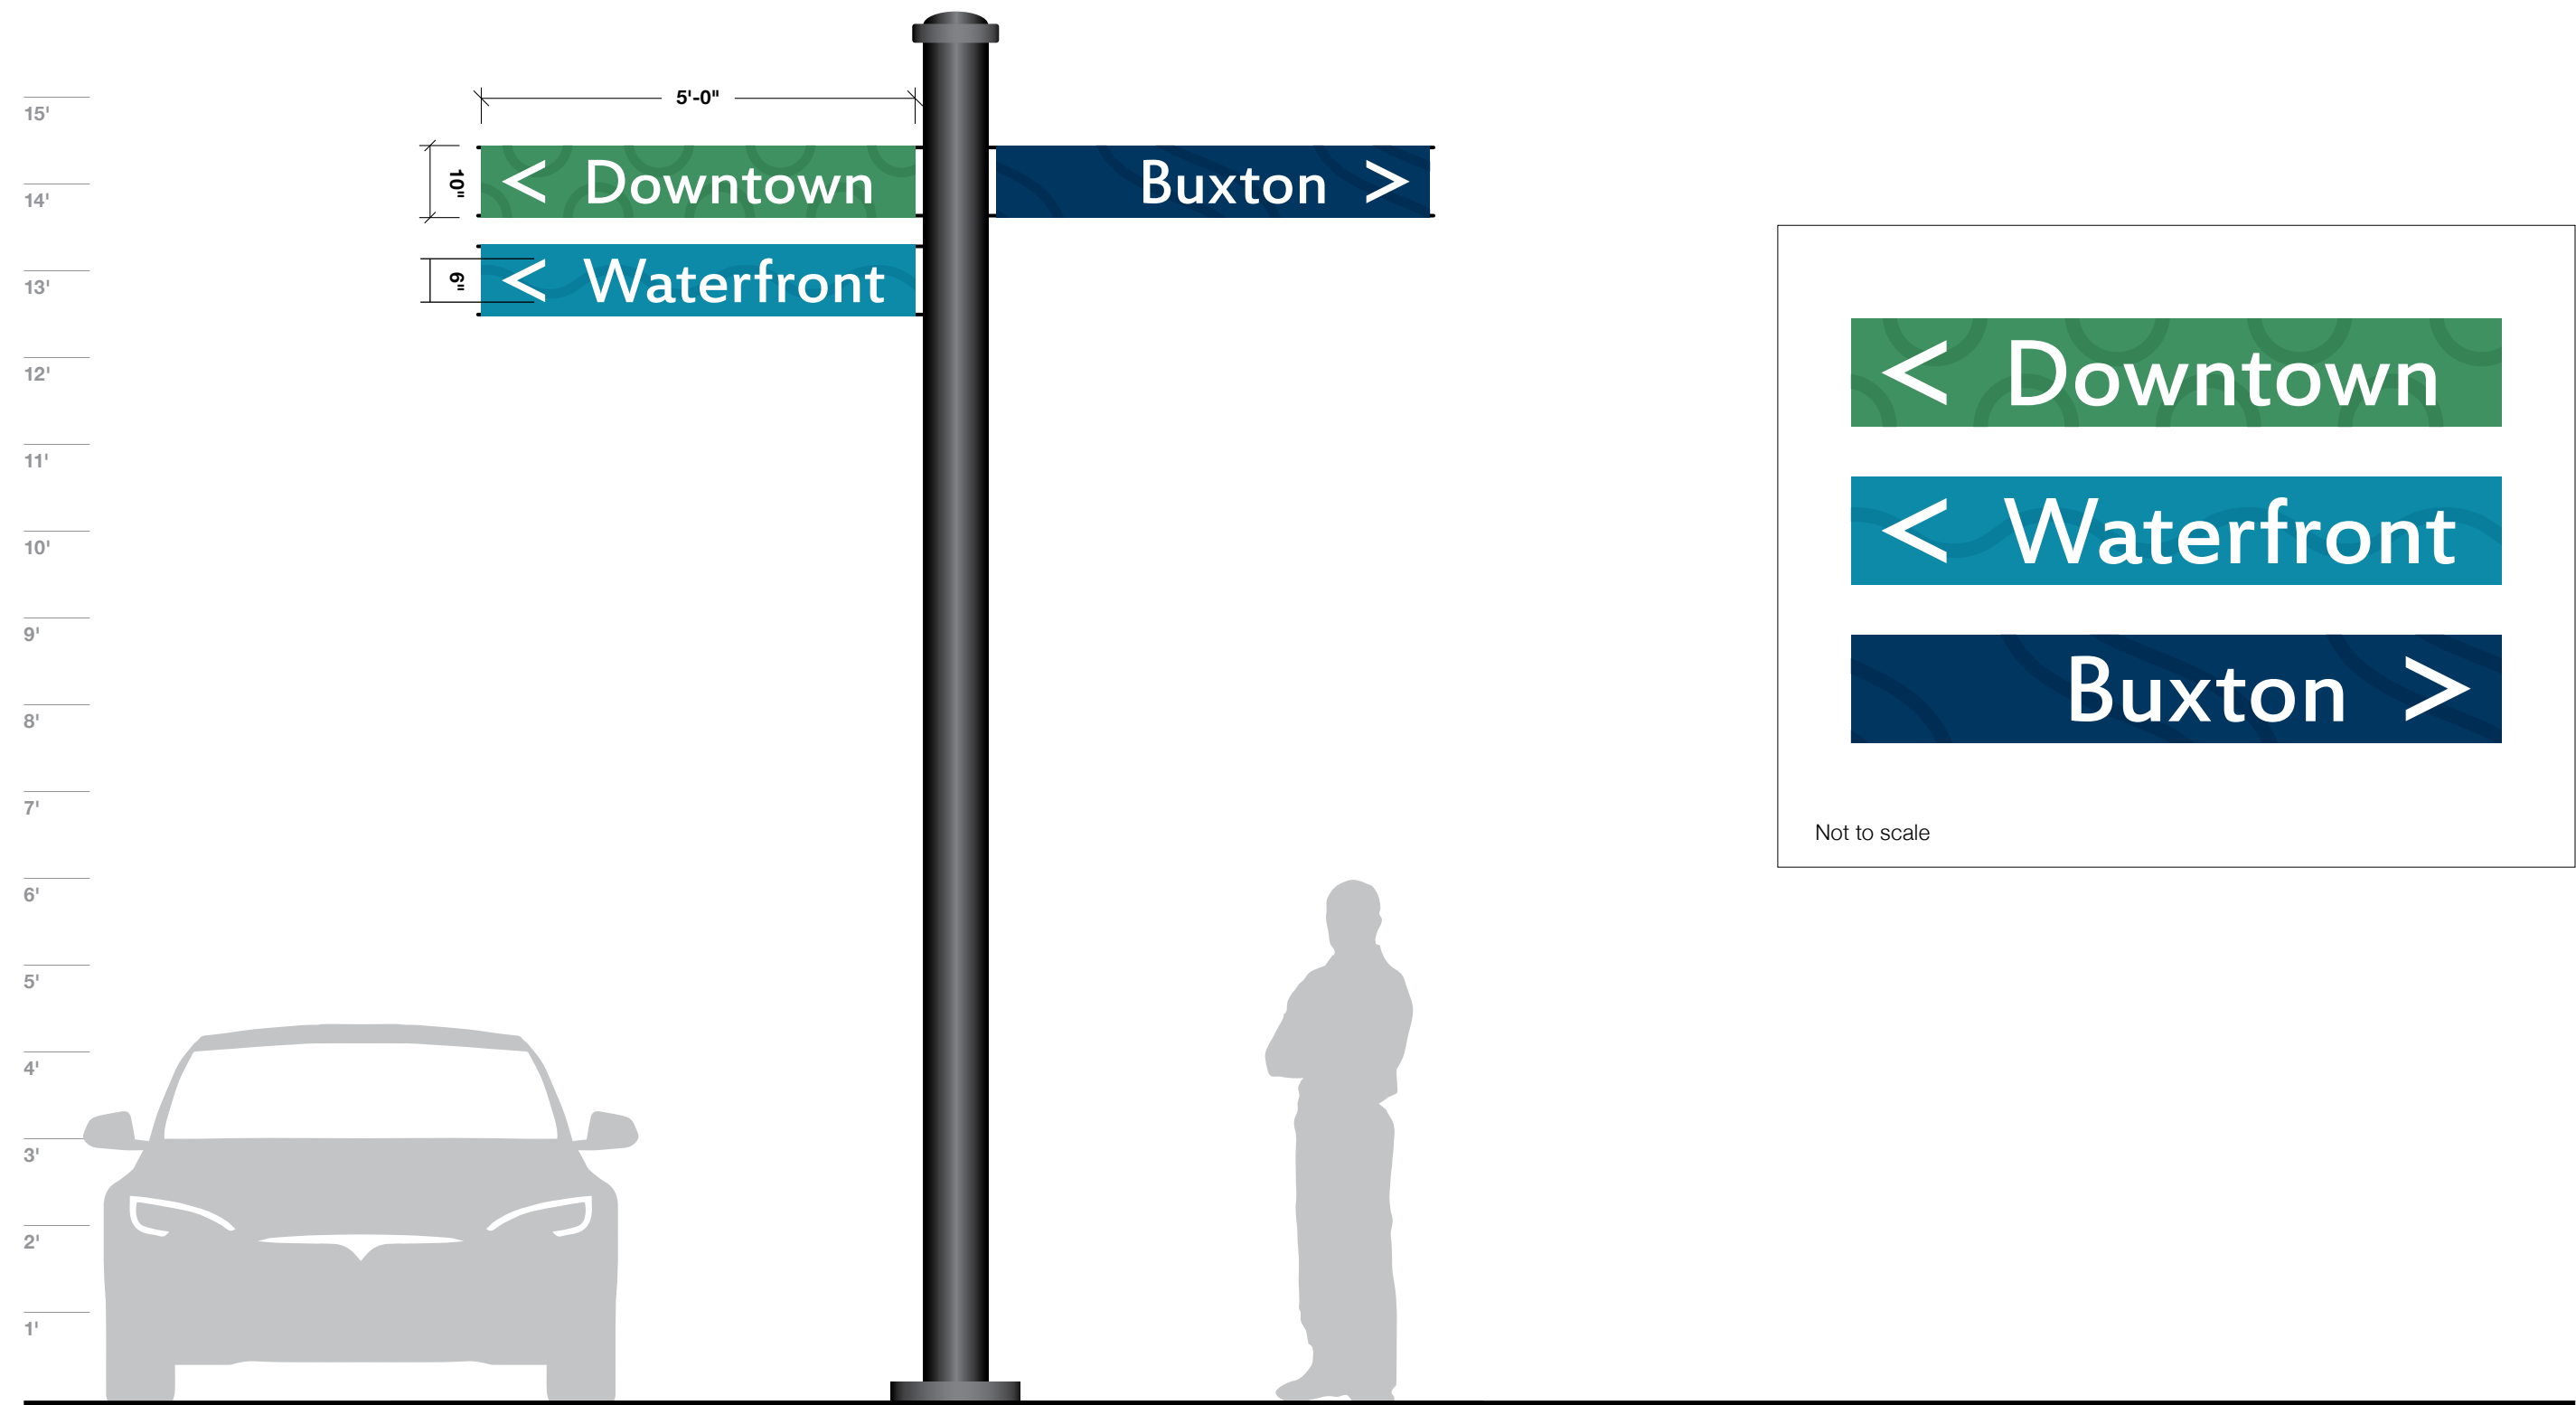 5'-0"
15'
14'
13'
12'
11'
10'
9'
8'
7'
6'
5'
4'
3'
2'
1'
10"
< Downtown
Buxton >
6"
< Waterfront
< Downtown
< Waterfront
Buxton >
Not to scale